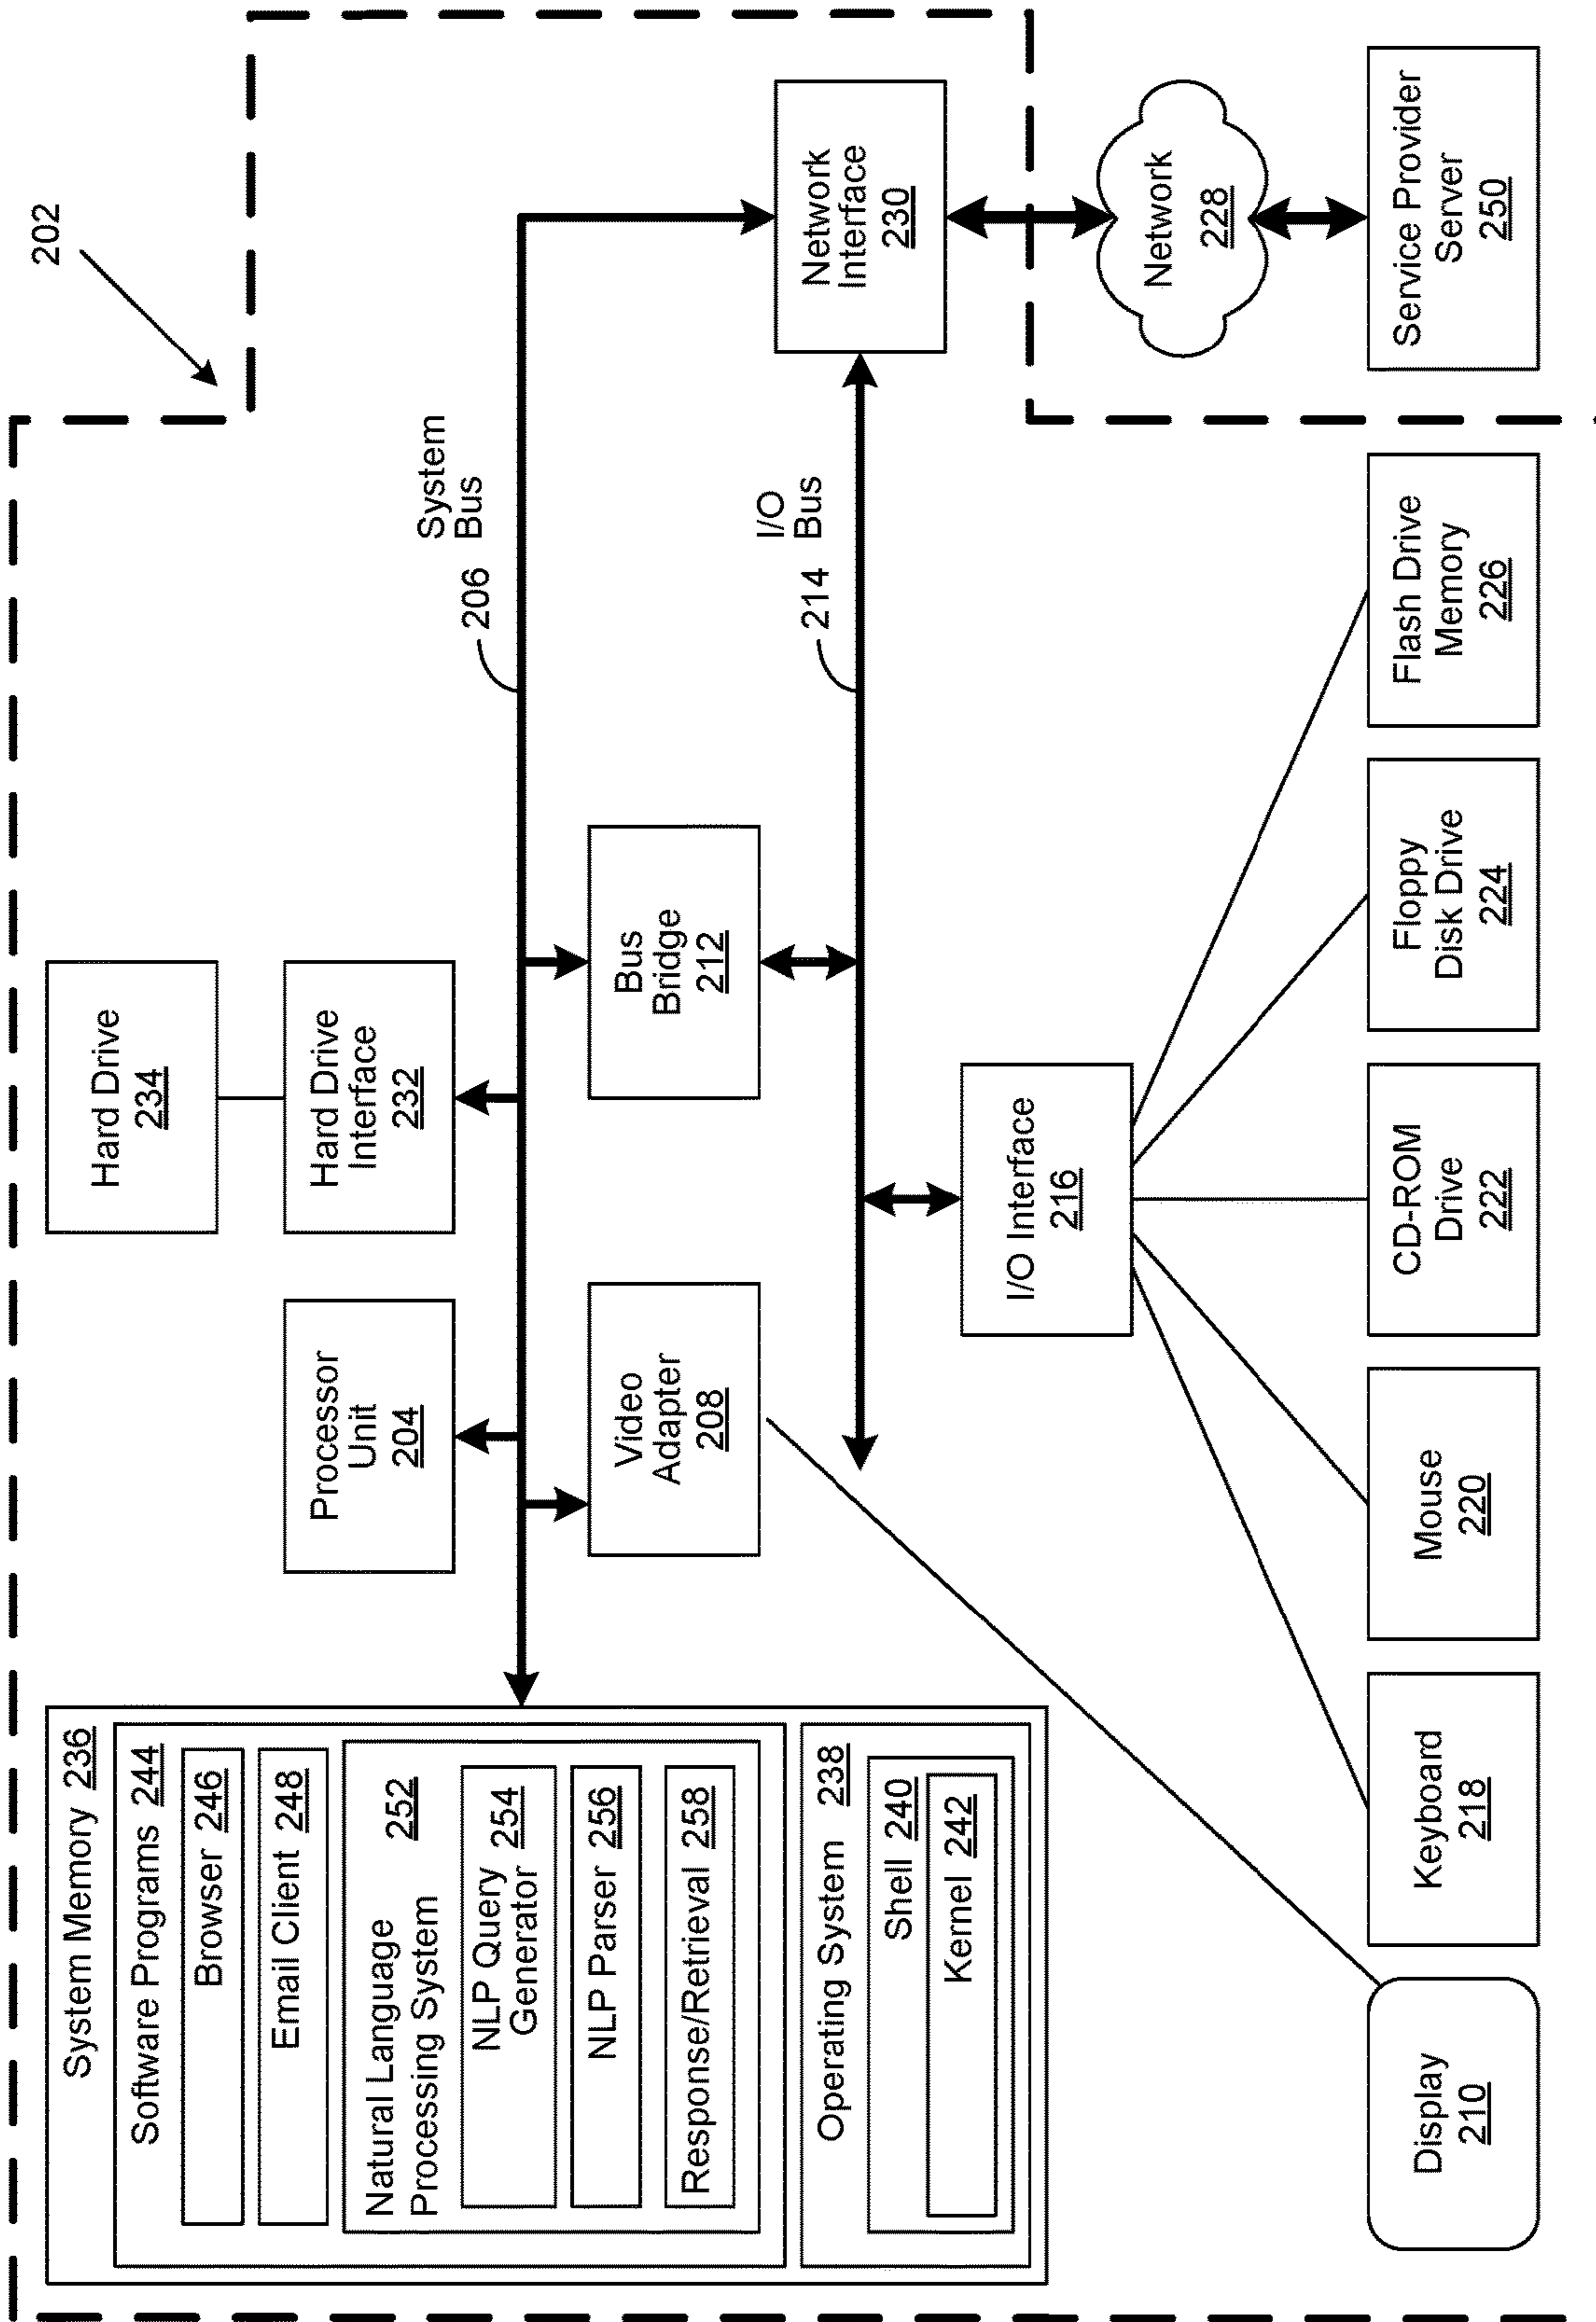 202
System Memory 236
Software Programs 244
Browser 246
Email Client 248
Natural Language
Processing System
252
NLP Query
Generator
254
NLP Parser 256
Response/Retrieval 258
Operating System 238
Shell 240
Kernel 242
Processor
Unit
204
Hard Drive
234
Hard Drive
Interface
232
206
System
Bus
Video
Adapter
208
Bus
Bridge
212
214
I/O
Bus
Network
Interface
230
I/O Interface
216
Network
228
Display
210
Keyboard
218
Mouse
220
CD-ROM
Drive
222
Floppy
Disk Drive
224
Flash Drive
Memory
226
Service Provider
Server
250